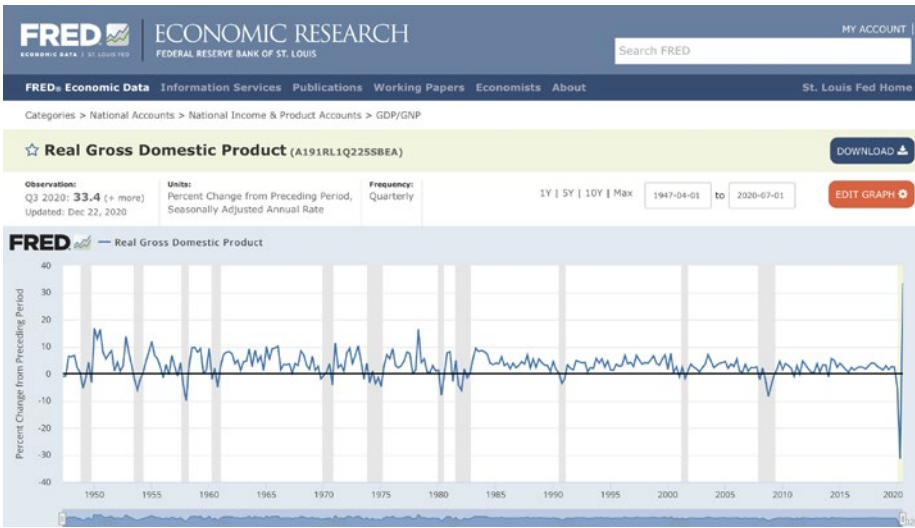 FRED
ECONOMIC DATA | ST. LOUIS FED
ECONOMIC RESEARCH
FEDERAL RESERVE BANK OF ST. LOUIS
MY ACCOUNT
Search FRED
FRED® Economic Data Information Services Publications Working Papers Economists About St. Louis Fed Home
Categories > National Accounts > National Income & Product Accounts > GDP/GNP
☆ Real Gross Domestic Product (A191RL1Q225SBEA)
DOWNLOAD
Observation:
Q3 2020: 33.4 (+ more)
Updated: Dec 22, 2020
Units:
Percent Change from Preceding Period,
Seasonally Adjusted Annual Rate
Frequency:
Quarterly
1Y | 5Y | 10Y | Max 1947-04-01 to 2020-07-01
EDIT GRAPH
FRED — Real Gross Domestic Product
Percent Change from Preceding Period
40
30
20
10
0
-10
-20
-30
-40
1950 1955 1960 1965 1970 1975 1980 1985 1990 1995 2000 2005 2010 2015 2020